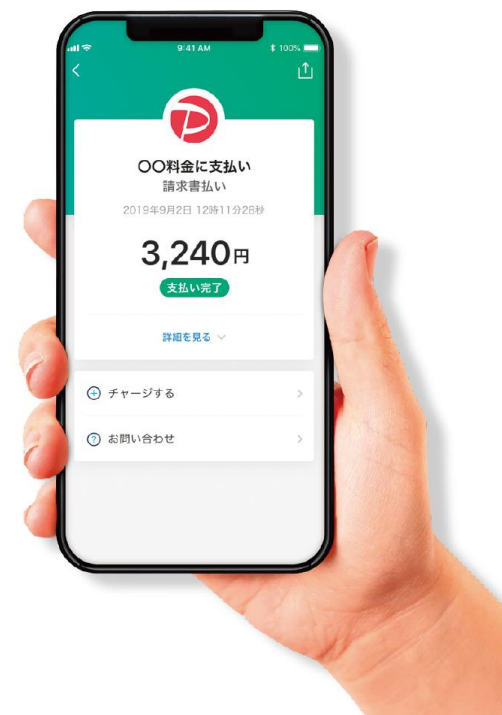 9:41 AM 100%
〇〇料金に支払い
請求書払い
2019年9月2日 12時11分28秒
3,240円
支払い完了
詳細を見る
チャージする
お問い合わせ